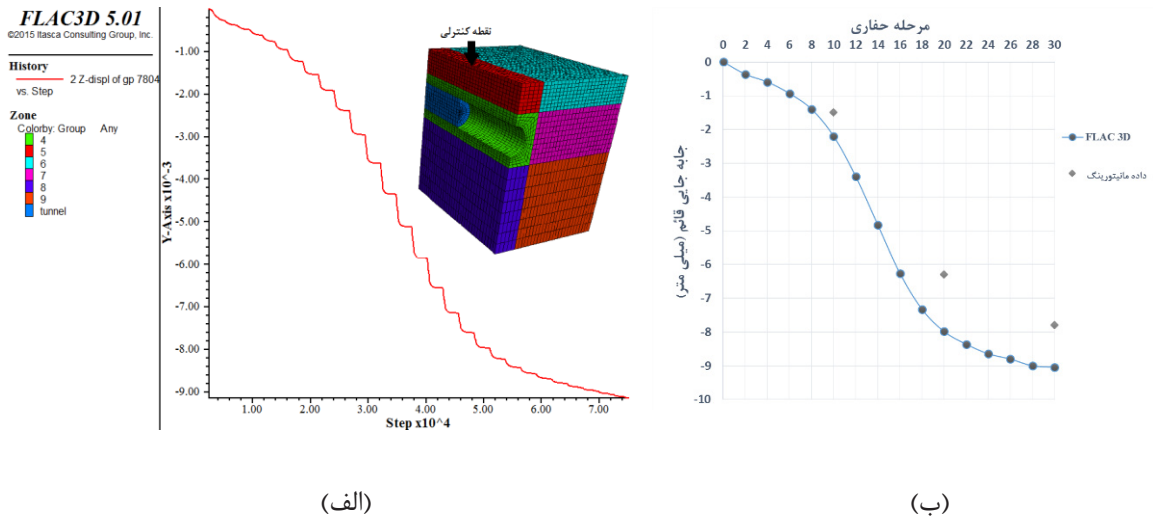 FLAC3D 5.01
©2015 Itasca Consulting Group, Inc.
History
2 Z-displ of gp 7804
vs. Step
Zone
Colorby: Group Any
4
5
6
7
8
9
tunnel
Y-Axis x10^-3
-1.00
-2.00
-3.00
-4.00
-5.00
-6.00
-7.00
-8.00
-9.00
1.00 2.00 3.00 4.00 5.00 6.00 7.00
Step x10^4
نقطه کنترلی
(الف)
مرحله حفاری
0 2 4 6 8 10 12 14 16 18 20 22 24 26 28 30
جابه جایی قائم (میلی متر)
0
-1
-2
-3
-4
-5
-6
-7
-8
-9
-10
FLAC 3D
داده مانیتورینگ
(ب)